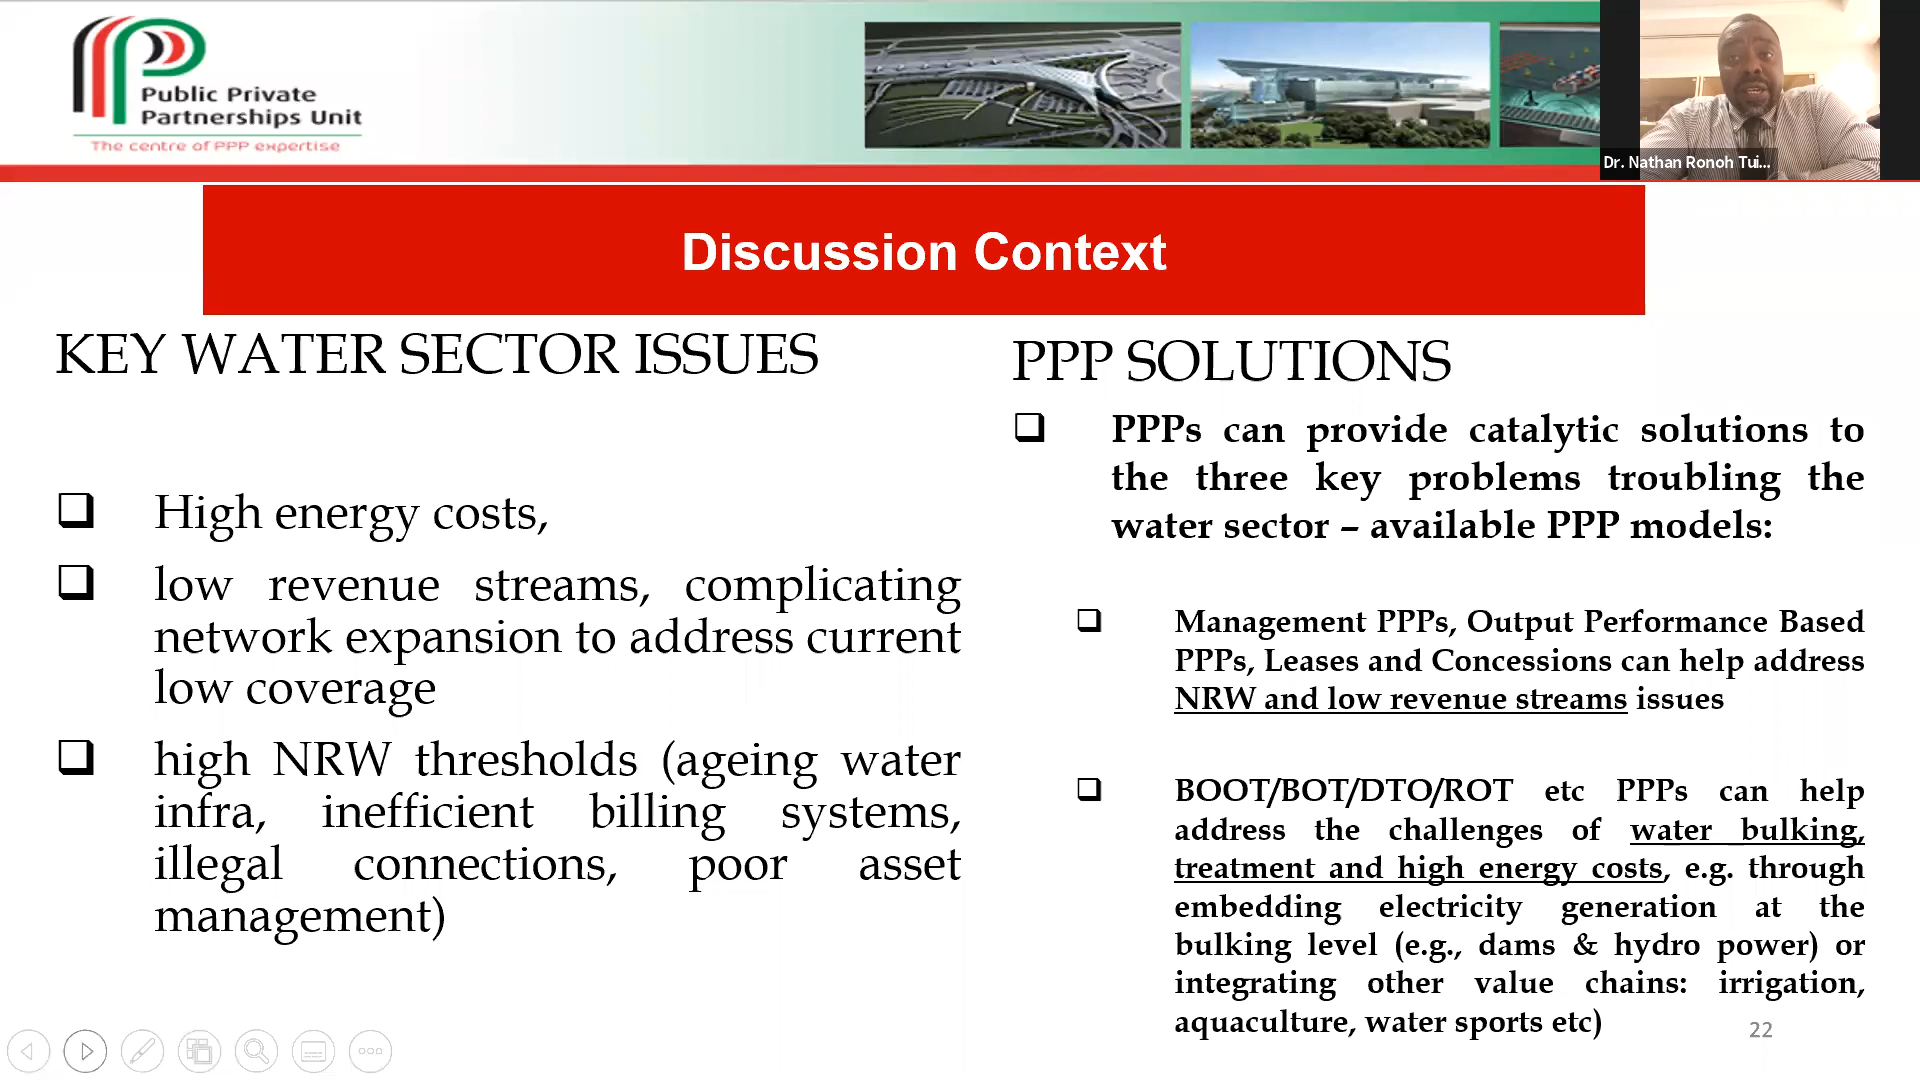 Public Private
Partnerships Unit
The centre of PPP expertise
Dr. Nathan Ronoh Tui...
Discussion Context
KEY WATER SECTOR ISSUES
❑ High energy costs,
❑ low revenue streams, complicating
network expansion to address current
low coverage
❑ high NRW thresholds (ageing water
infra, inefficient billing systems,
illegal connections, poor asset
management)
PPP SOLUTIONS
❑ PPPs can provide catalytic solutions to
the three key problems troubling the
water sector – available PPP models:
❑ Management PPPs, Output Performance Based
PPPs, Leases and Concessions can help address
NRW and low revenue streams issues
❑ BOOT/BOT/DTO/ROT etc PPPs can help
address the challenges of water bulking,
treatment and high energy costs, e.g. through
embedding electricity generation at the
bulking level (e.g., dams & hydro power) or
integrating other value chains: irrigation,
aquaculture, water sports etc)
22